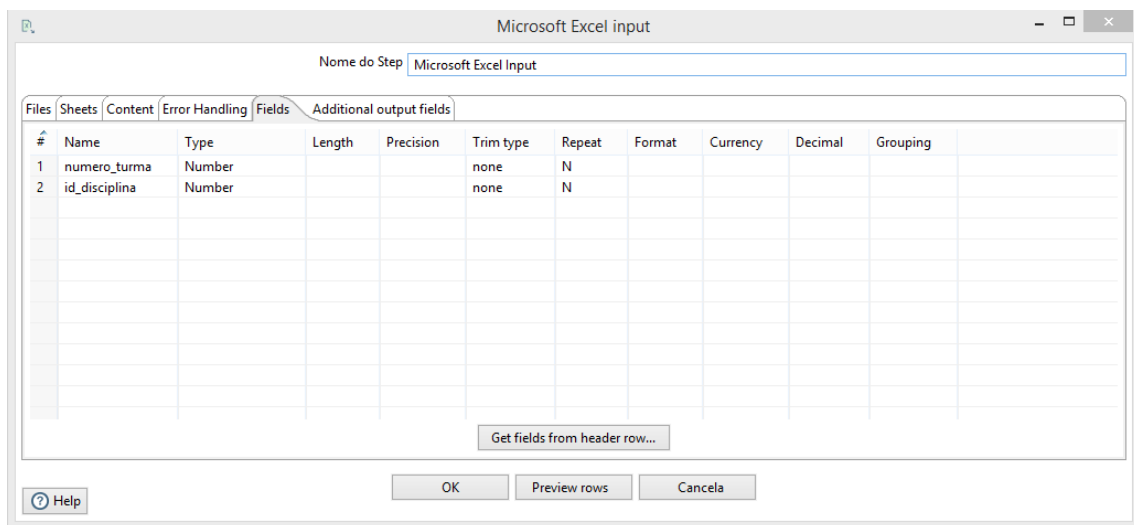 Microsoft Excel input
Nome do Step Microsoft Excel Input
Files Sheets Content Error Handling Fields Additional output fields
# Name Type Length Precision Trim type Repeat Format Currency Decimal Grouping
1 numero_turma Number none N
2 id_disciplina Number none N
Get fields from header row...
OK Preview rows Cancela
? Help